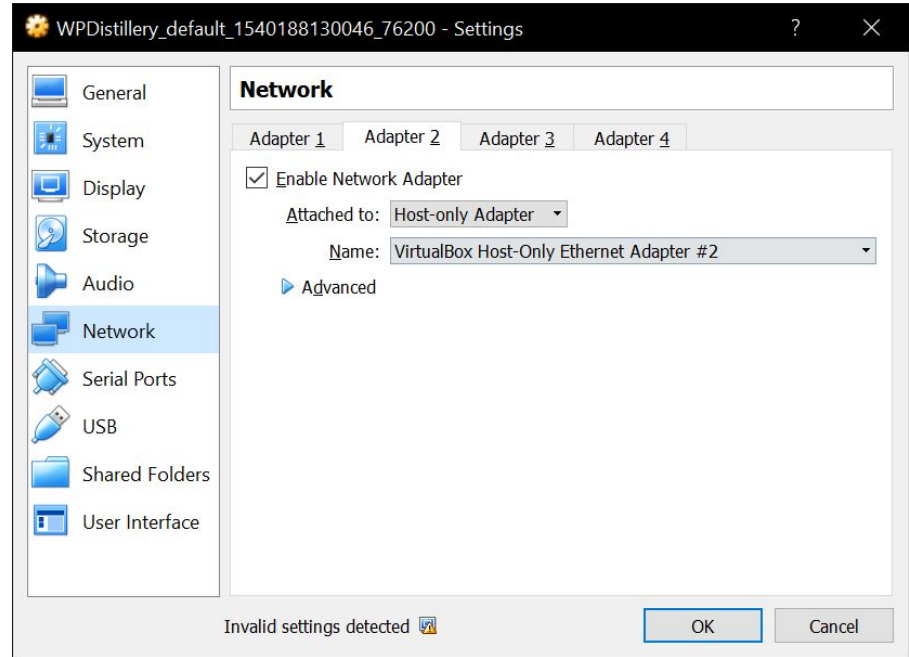 WPDistillery_default_1540188130046_76200 - Settings ?
General
System
Display
Storage
Audio
Network
Serial Ports
USB
Shared Folders
User Interface
Network
Adapter 1 Adapter 2 Adapter 3 Adapter 4
Enable Network Adapter
Attached to: Host-only Adapter
Name: VirtualBox Host-Only Ethernet Adapter #2
Advanced
Invalid settings detected OK Cancel